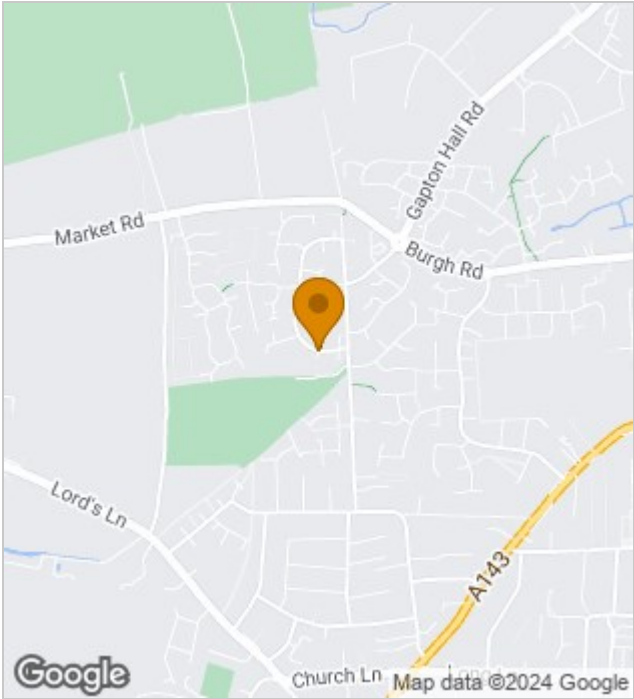 Gapton Hall Rd
Market Rd
Burgh Rd
Lord's Ln
A143
Church Ln
Google
Map data ©2024 Google